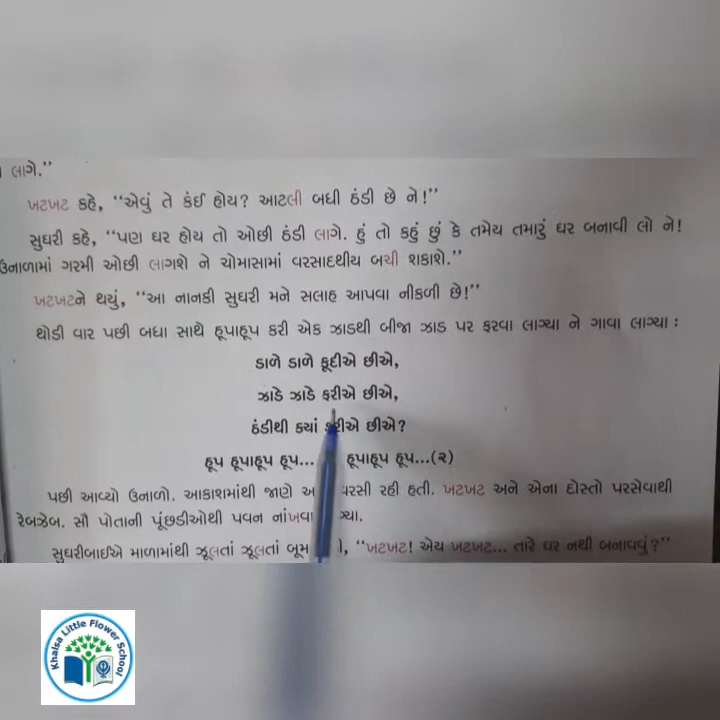 લાગે.”
ખટખટ કહે, “એવું તે કંઈ હોય? આટલી બધી ઠંડી છે ને!”
સુઘરી કહે, “પણ ઘર હોય તો ઓછી ઠંડી લાગે. હું તો કહું છું કે તમેય તમારું ઘર બનાવી લો ને!
ઉનાળામાં ગરમી ઓછી લાગશે ને ચોમાસામાં વરસાદથીય બચી શકાશે.”
ખટખટને થયું, “આ નાનકી સુઘરી મને સલાહ આપવા નીકળી છે!”
થોડી વાર પછી બધા સાથે હૂપાહૂપ કરી એક ઝાડથી બીજા ઝાડ પર ફરવા લાગ્યા ને ગાવા લાગ્યા :
ડાળે ડાળે કૂદીએ છીએ,
ઝાડે ઝાડે ફરીએ છીએ,
ઠંડીથી ક્યાં ડરીએ છીએ?
હૂપ હૂપાહૂપ હૂપ... હૂપાહૂપ હૂપ...(૨)
પછી આવ્યો ઉનાળો. આકાશમાંથી જાણે વરસી રહી હતી. ખટખટ અને એના દોસ્તો પરસેવાથી
રેબઝેબ. સૌ પોતાની પૂંછડીઓથી પવન નાંખવા
સુઘરીબાઈએ માળામાંથી ઝૂલતાં ઝૂલતાં બૂમ “ખટખટ! એય ખટખટ... તારે ઘર નથી બનાવવું?”
Khalsa Little Flower School